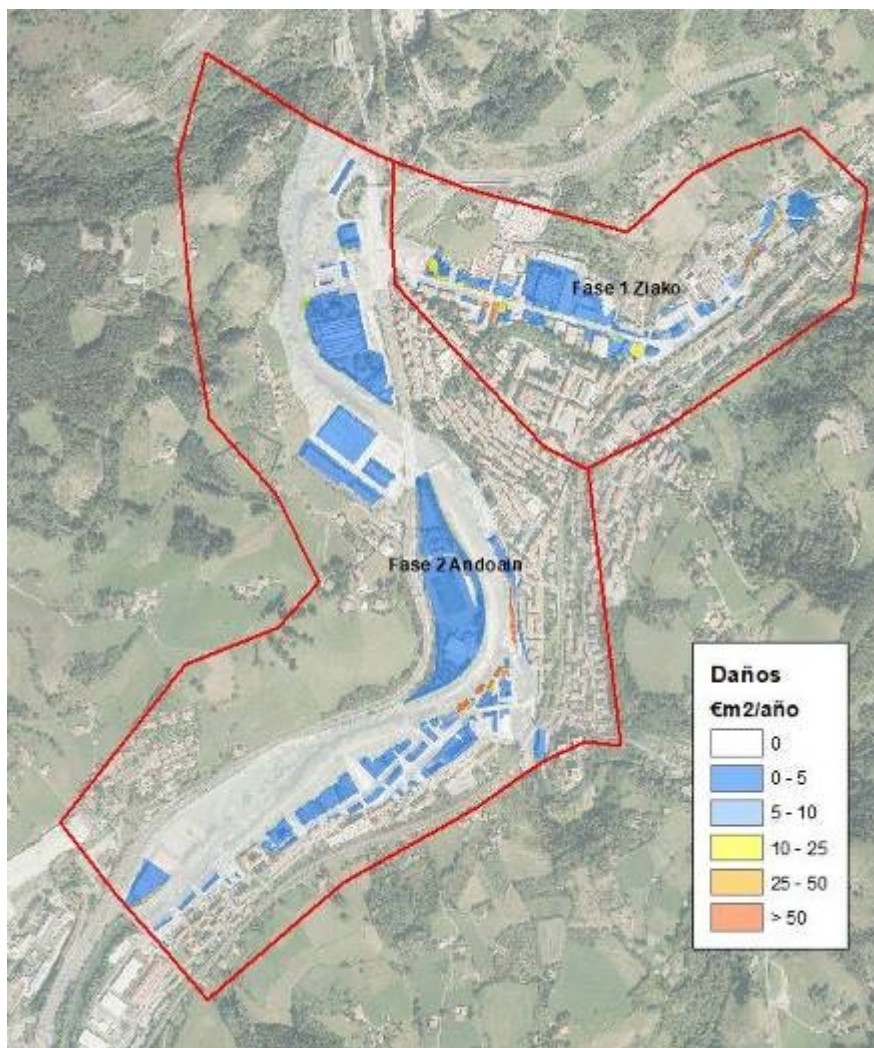 Fase 1 Ziako
Fase 2 Andoain
Daños
€m2/año
0
0 - 5
5 - 10
10 - 25
25 - 50
> 50